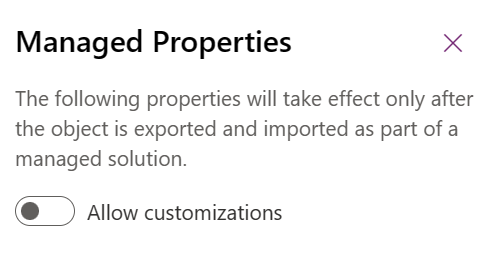 Managed Properties
The following properties will take effect only after
the object is exported and imported as part of a
managed solution.
Allow customizations